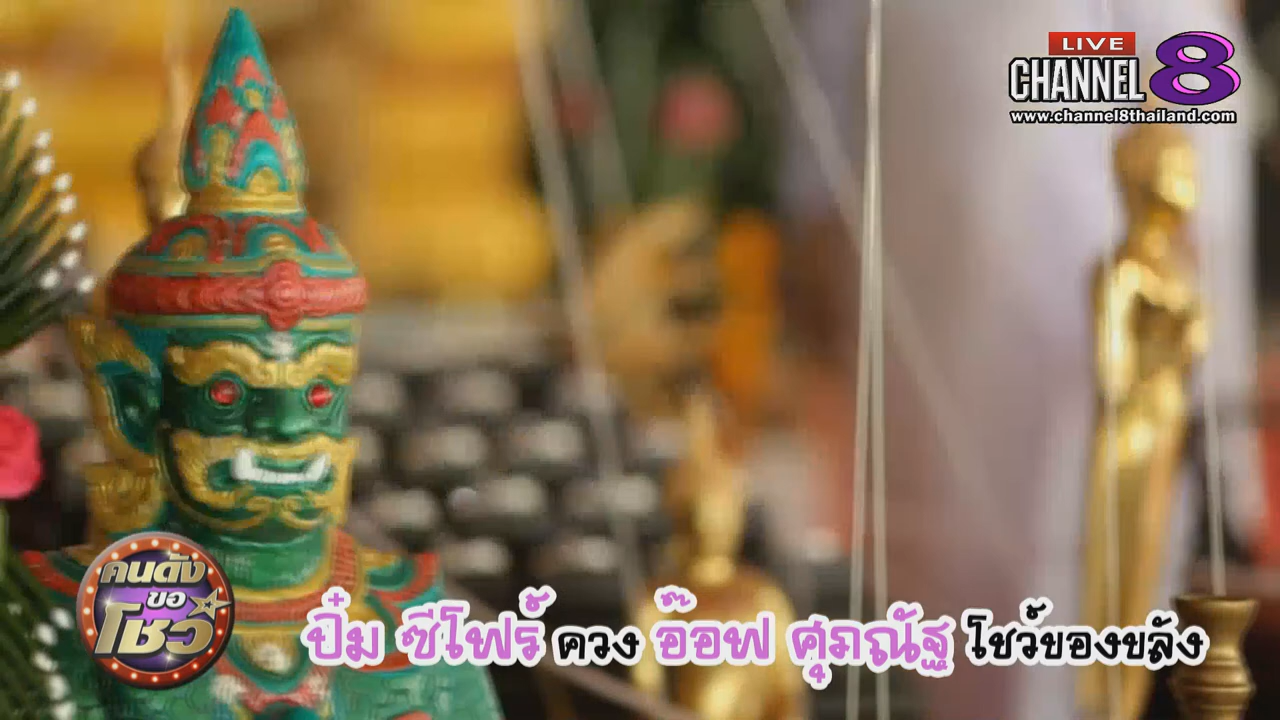 LIVE
CHANNEL 8
www.channel8thailand.com
คนดัง
ขอ
โชว์
ปิ๋ม ซีโฟร์ ควง อ๊อฟ ศุภณัฐ โชว์ของขลัง